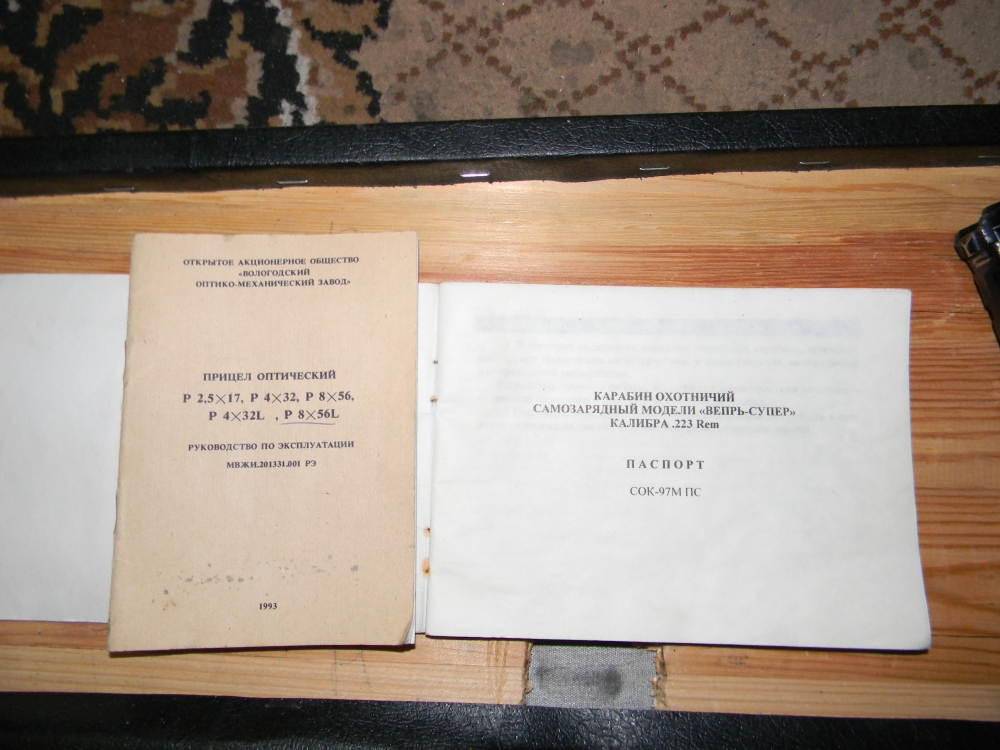 ОТКРЫТОЕ АКЦИОНЕРНОЕ ОБЩЕСТВО
«ВОЛОГОДСКИЙ
ОПТИКО-МЕХАНИЧЕСКИЙ ЗАВОД»
ПРИЦЕЛ ОПТИЧЕСКИЙ
Р 2,5×17, Р 4×32, Р 8×56,
Р 4×32L , Р 8×56L
РУКОВОДСТВО ПО ЭКСПЛУАТАЦИИ
МВЖИ.201331.001 РЭ
1993
КАРАБИН ОХОТНИЧИЙ
САМОЗАРЯДНЫЙ МОДЕЛИ «ВЕПРЬ-СУПЕР»
КАЛИБРА .223 Rem
ПАСПОРТ
СОК-97М ПС